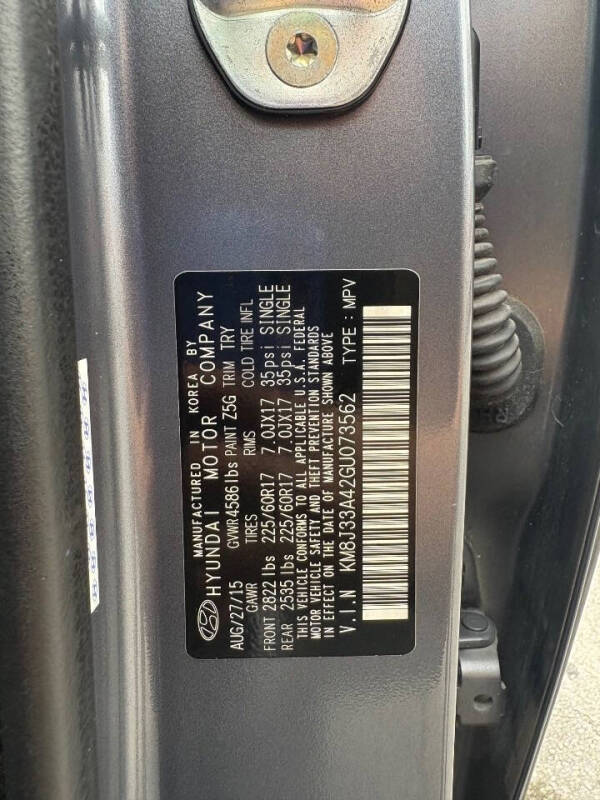 MANUFACTURED IN KOREA BY
HYUNDAI MOTOR COMPANY
AUG/27/15 GVWR 4586 lbs PAINT Z5G TRIM TRY
GAWR TIRES RIMS COLD TIRE INFL
FRONT 2822 lbs 225/60R17 7.0JX17 35psi SINGLE
REAR 2535 lbs 225/60R17 7.0JX17 35psi SINGLE
THIS VEHICLE CONFORMS TO ALL APPLICABLE U.S.A. FEDERAL
MOTOR VEHICLE SAFETY AND THEFT PREVENTION STANDARDS
IN EFFECT ON THE DATE OF MANUFACTURE SHOWN ABOVE
V.I.N KM8J33A42GU073562 TYPE : MPV